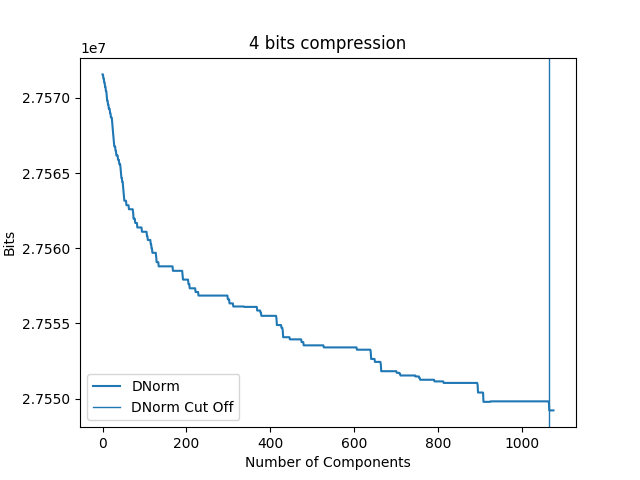 4 bits compression
1e7
2.7570
2.7565
2.7560
2.7555
2.7550
Bits
DNorm
DNorm Cut Off
0 200 400 600 800 1000
Number of Components